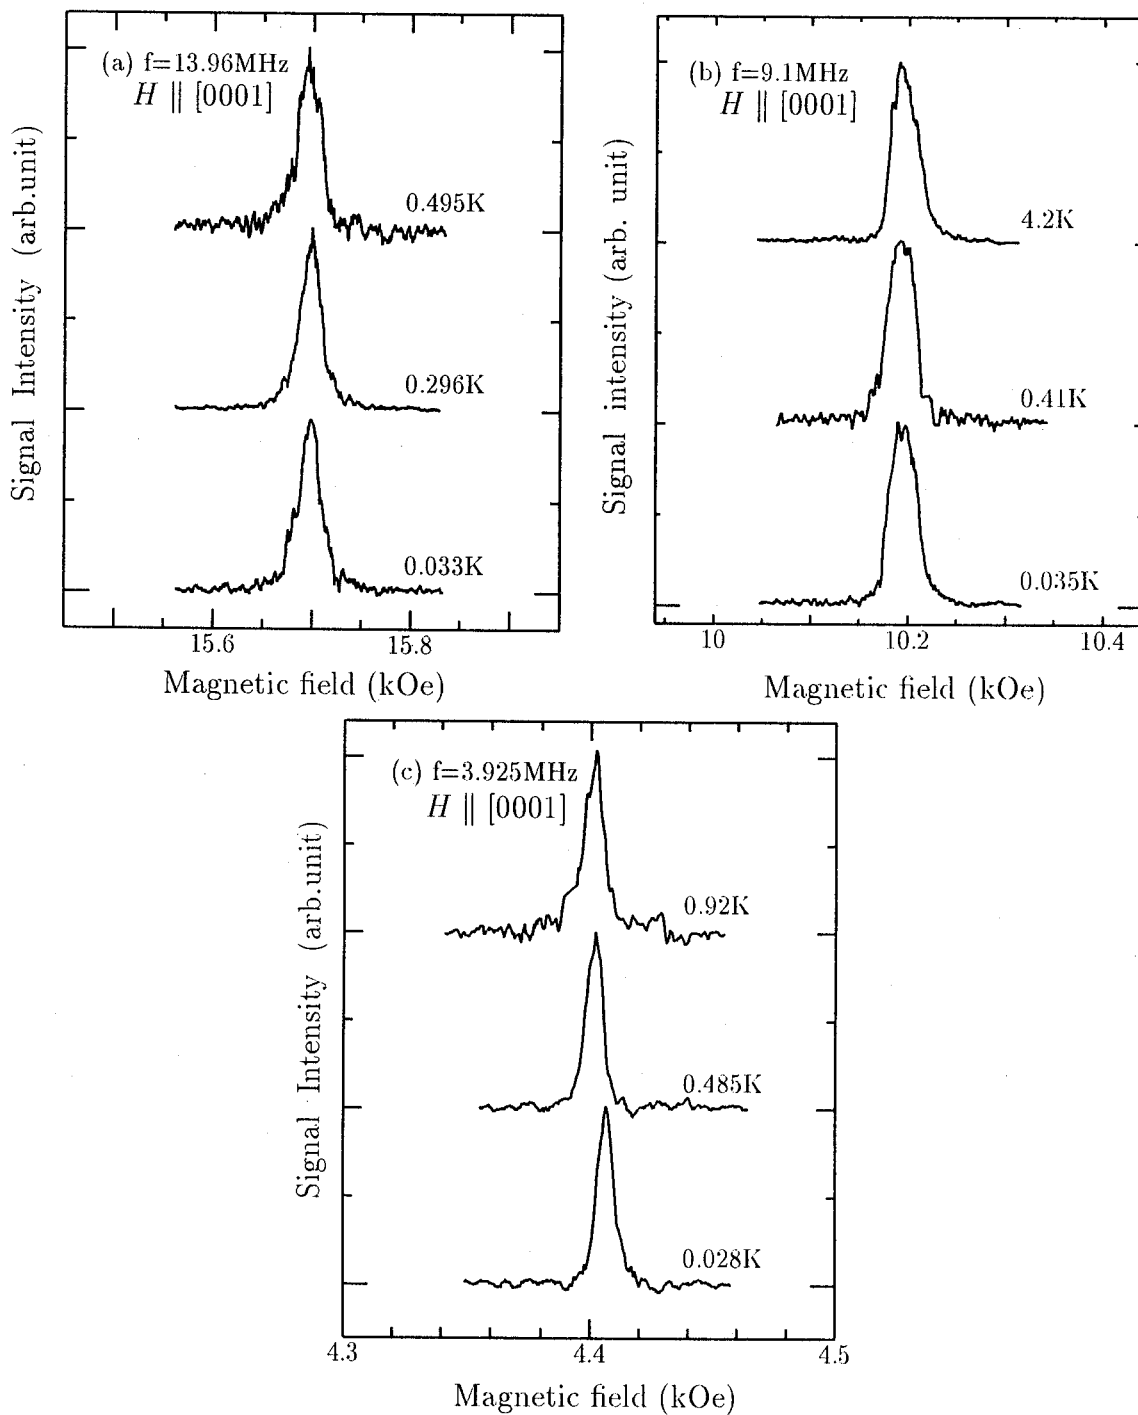 (a) f=13.96MHz
H || [0001]
Signal Intensity (arb.unit)
0.495K
0.296K
0.033K
15.6 15.8
Magnetic field (kOe)
(b) f=9.1MHz
H || [0001]
Signal intensity (arb. unit)
4.2K
0.41K
0.035K
10 10.2 10.4
Magnetic field (kOe)
(c) f=3.925MHz
H || [0001]
Signal Intensity (arb.unit)
0.92K
0.485K
0.028K
4.3 4.4 4.5
Magnetic field (kOe)